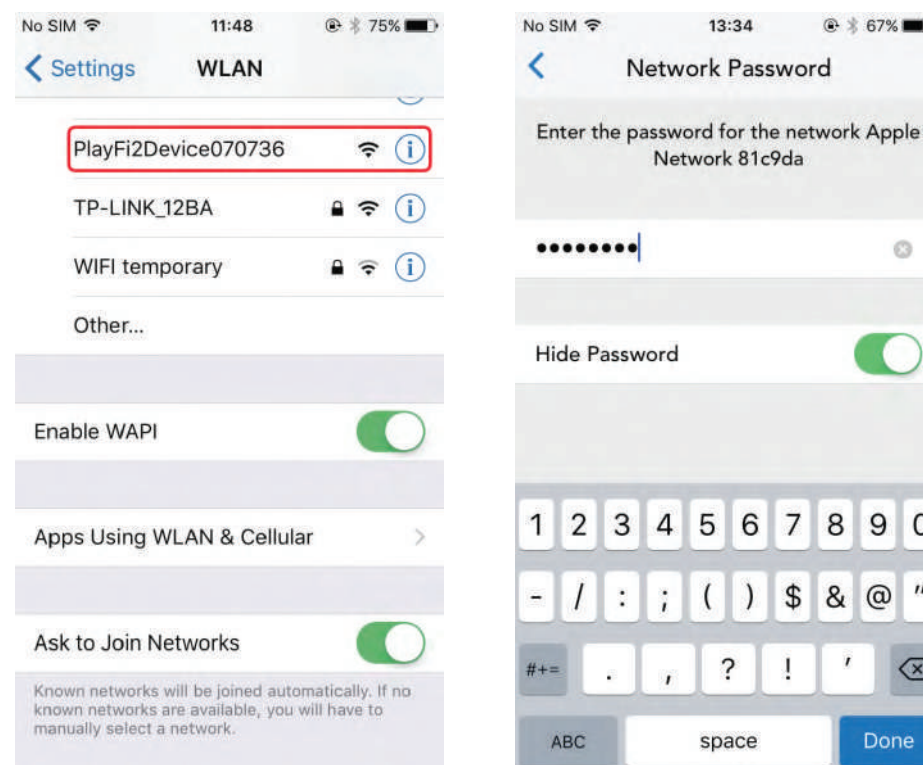 No SIM 11:48 75%
Settings WLAN
PlayFi2Device070736
TP-LINK_12BA
WIFI temporary
Other...
Enable WAPI
Apps Using WLAN & Cellular
Ask to Join Networks
Known networks will be joined automatically. If no
known networks are available, you will have to
manually select a network.
No SIM 13:34 67%
Network Password
Enter the password for the network Apple
Network 81c9da
••••••••
Hide Password
1 2 3 4 5 6 7 8 9 0
- / : ; ( ) $ & @ "
#+= . , ? ! '
ABC space Done